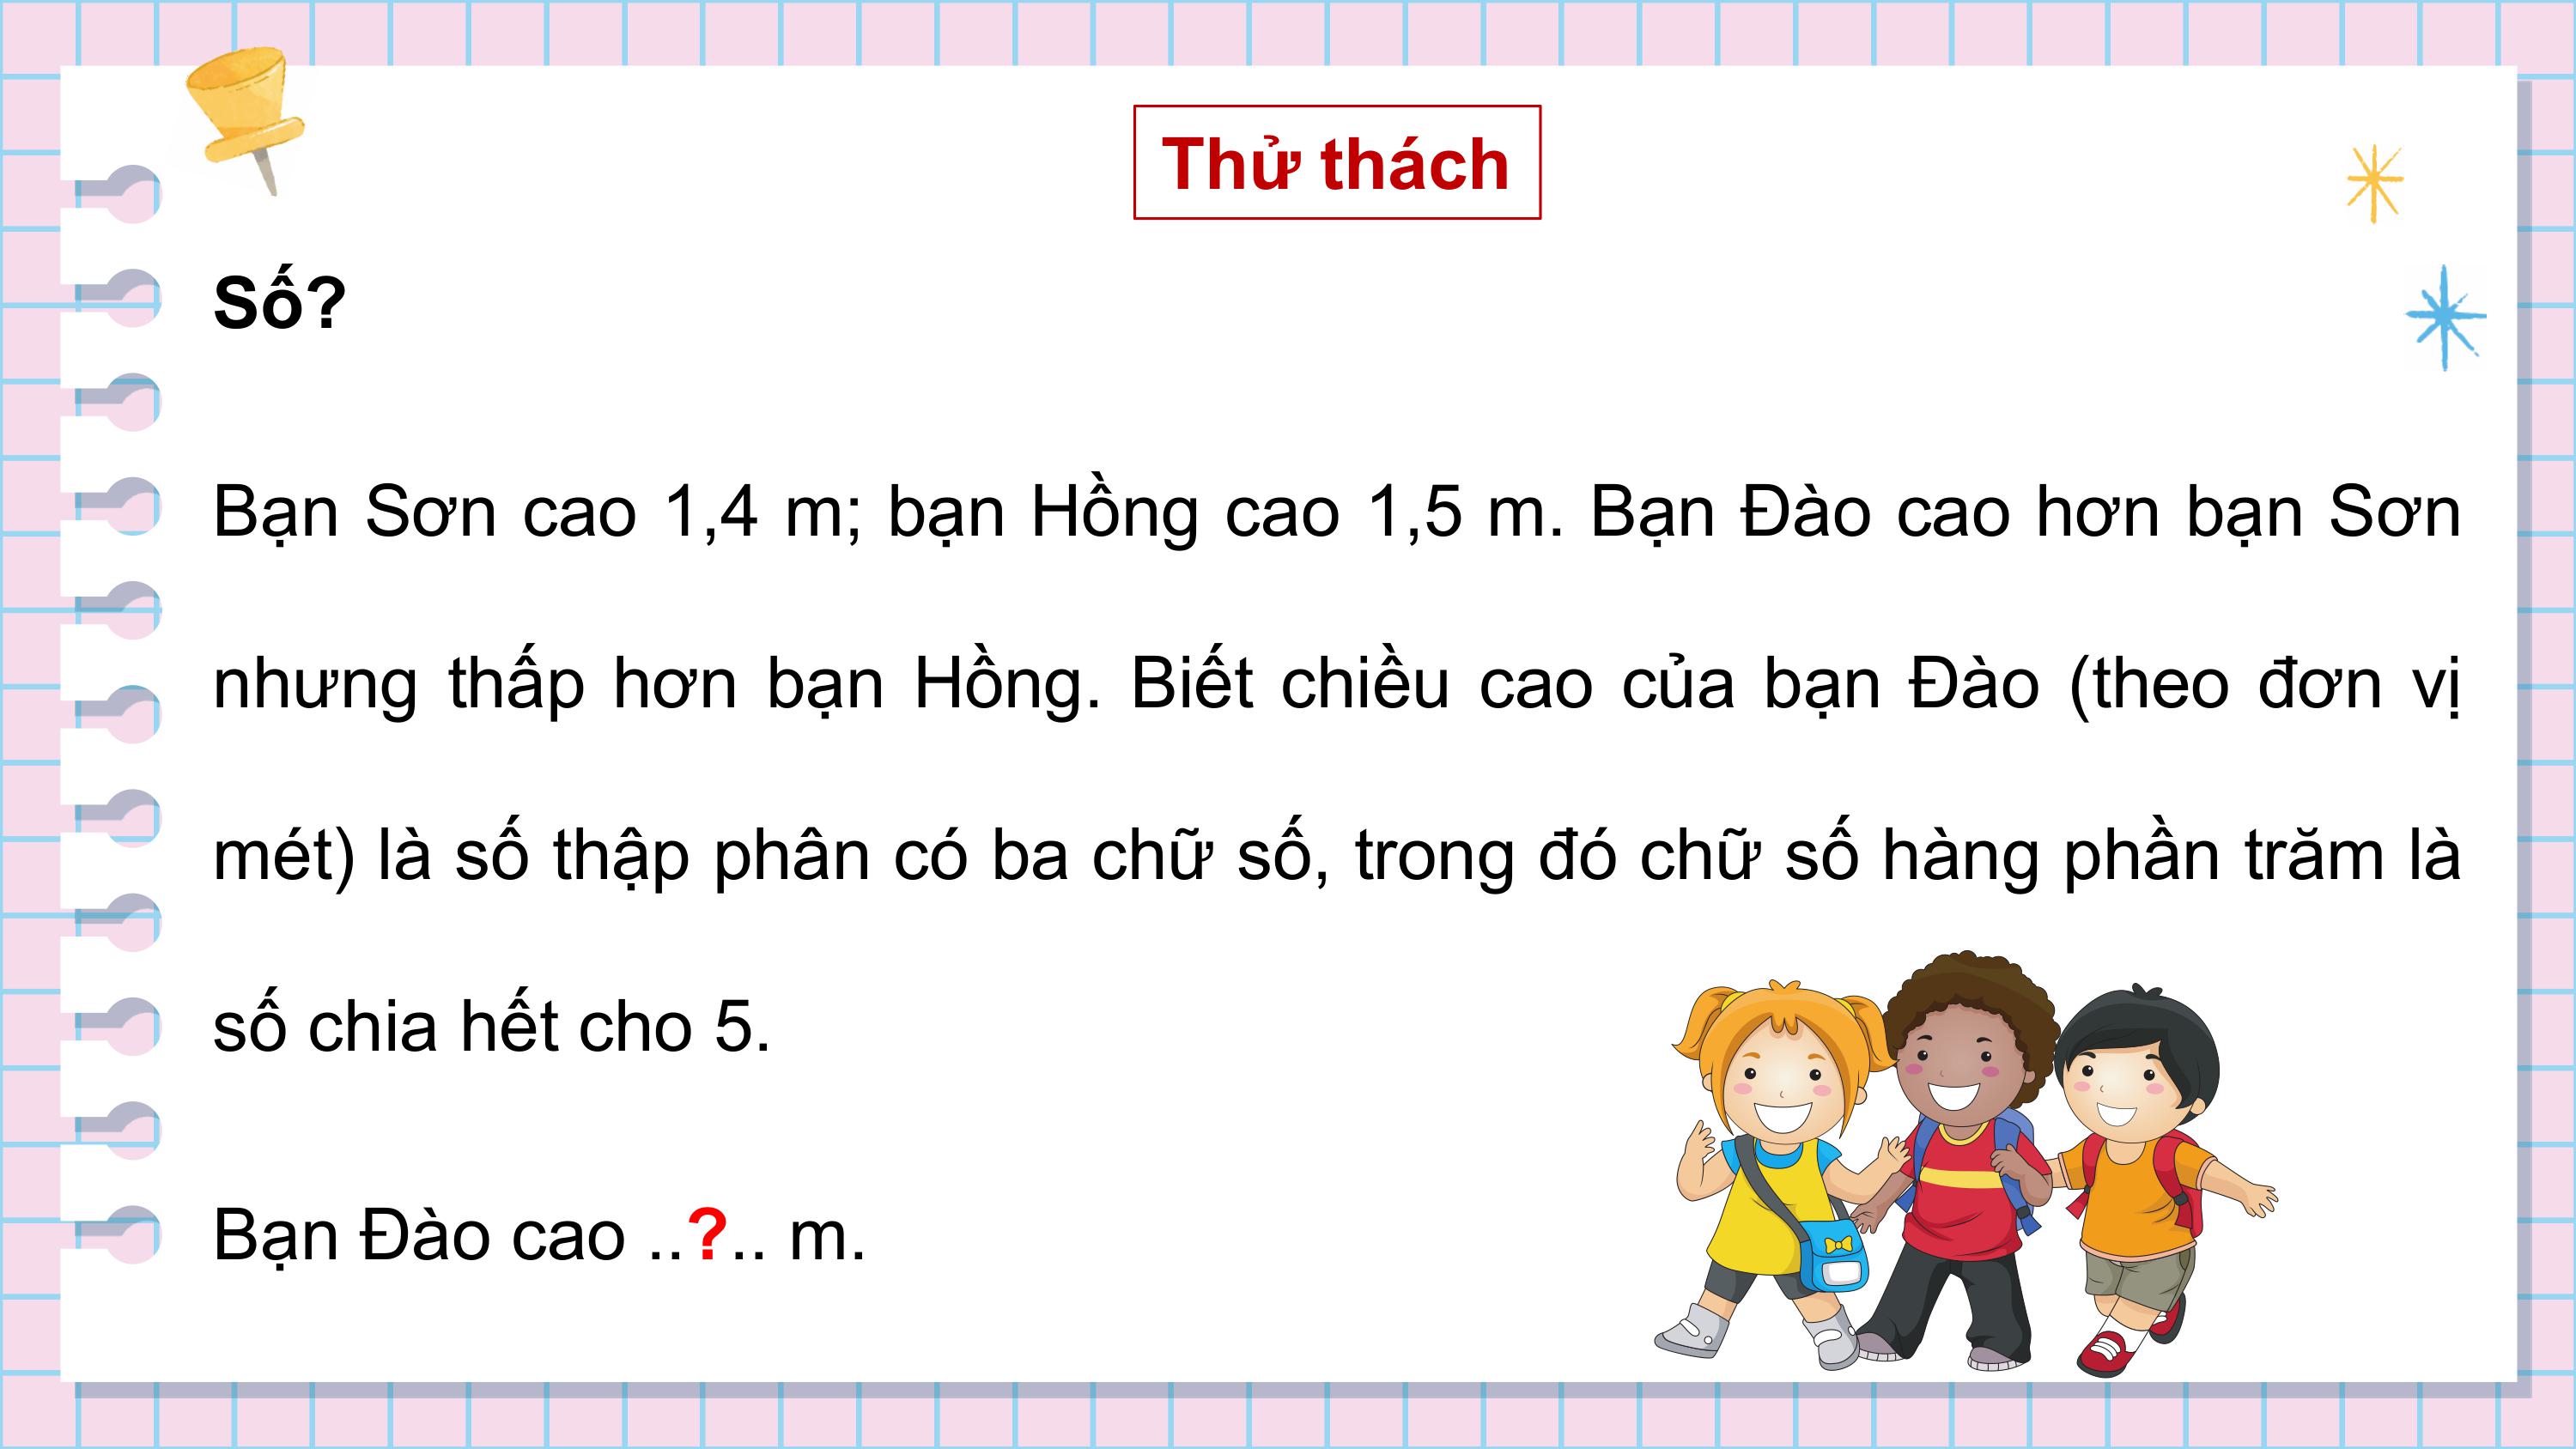 Thử thách
Số?
Bạn Sơn cao 1,4 m; bạn Hồng cao 1,5 m. Bạn Đào cao hơn bạn Sơn
nhưng thấp hơn bạn Hồng. Biết chiều cao của bạn Đào (theo đơn vị
mét) là số thập phân có ba chữ số, trong đó chữ số hàng phần trăm là
số chia hết cho 5.
Bạn Đào cao ..?.. m.